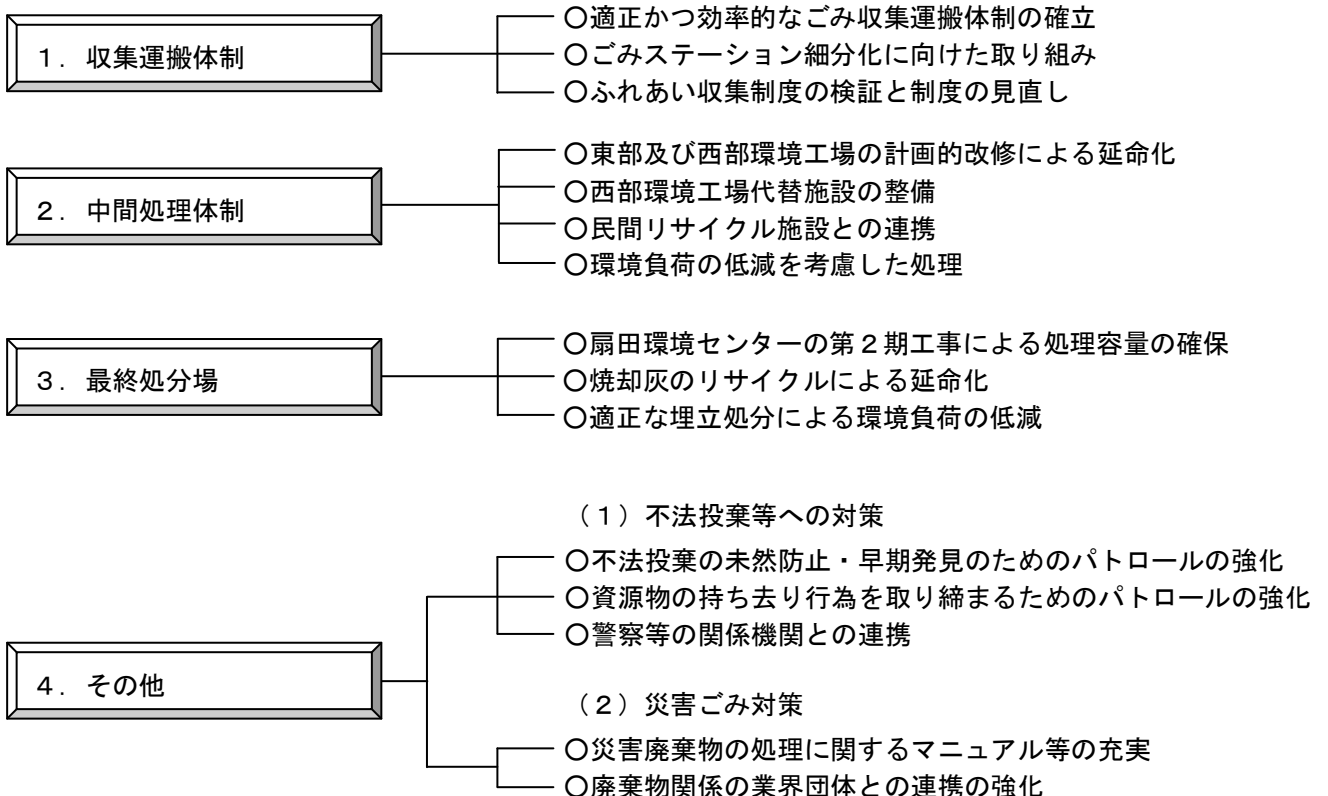 １．収集運搬体制
○適正かつ効率的なごみ収集運搬体制の確立
○ごみステーション細分化に向けた取り組み
○ふれあい収集制度の検証と制度の見直し
２．中間処理体制
○東部及び西部環境工場の計画的改修による延命化
○西部環境工場代替施設の整備
○民間リサイクル施設との連携
○環境負荷の低減を考慮した処理
３．最終処分場
○扇田環境センターの第２期工事による処理容量の確保
○焼却灰のリサイクルによる延命化
○適正な埋立処分による環境負荷の低減
４．その他
（１）不法投棄等への対策
○不法投棄の未然防止・早期発見のためのパトロールの強化
○資源物の持ち去り行為を取り締まるためのパトロールの強化
○警察等の関係機関との連携
（２）災害ごみ対策
○災害廃棄物の処理に関するマニュアル等の充実
○廃棄物関係の業界団体との連携の強化